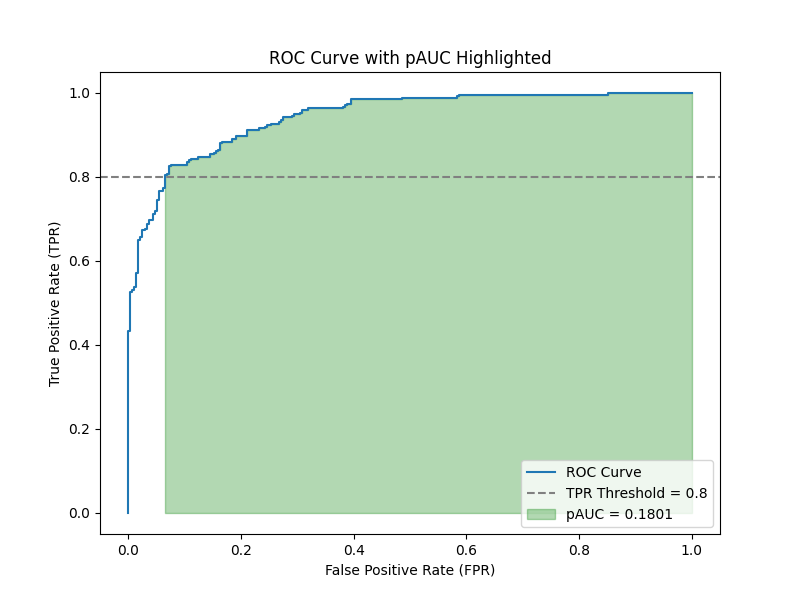 ROC Curve with pAUC Highlighted
True Positive Rate (TPR)
1.0
0.8
0.6
0.4
0.2
0.0
ROC Curve
TPR Threshold = 0.8
pAUC = 0.1801
0.0 0.2 0.4 0.6 0.8 1.0
False Positive Rate (FPR)